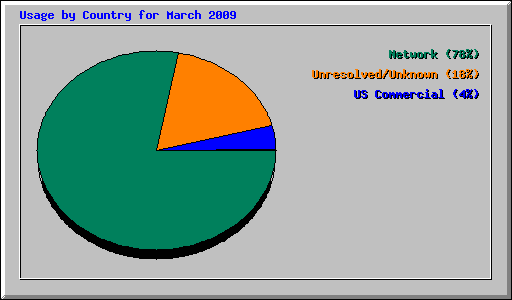 Usage by Country for March 2009
Network (78%)
Unresolved/Unknown (18%)
US Commercial (4%)